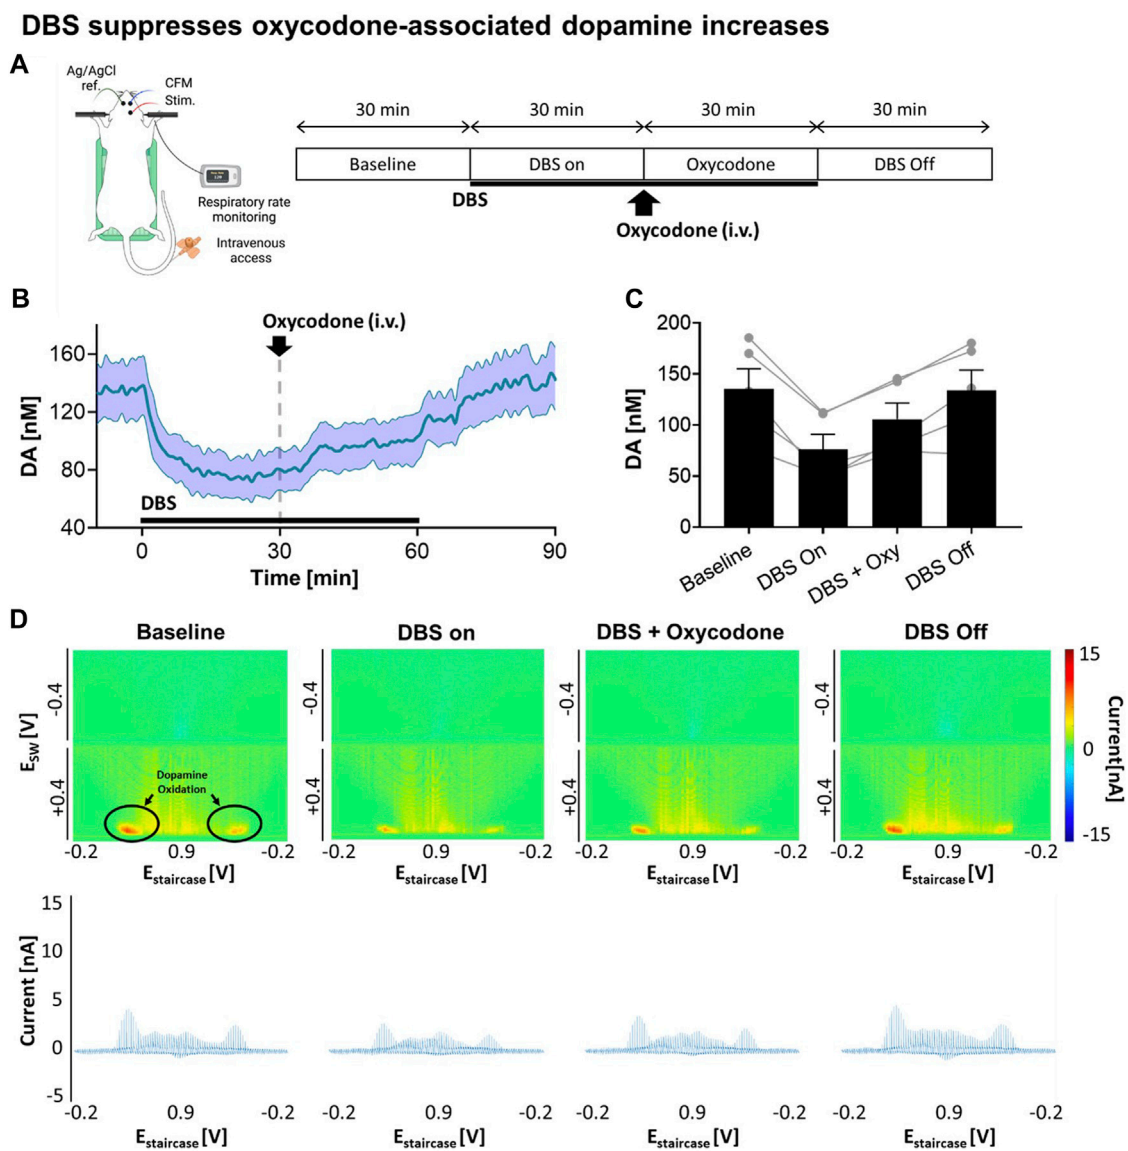 DBS suppresses oxycodone-associated dopamine increases
A
Ag/AgCl
ref.
CFM
Stim.
Respiratory rate
monitoring
Intravenous
access
30 min 30 min 30 min 30 min
Baseline DBS on Oxycodone DBS Off
DBS
Oxycodone (i.v.)
B
Oxycodone (i.v.)
DA [nM]
160
120
80
40
DBS
0 30 60 90
Time [min]
C
DA [nM]
200
150
100
50
0
Baseline DBS On DBS + Oxy DBS Off
D
Baseline DBS on DBS + Oxycodone DBS Off
ESW [V]
-0.4 -0.4 -0.4 -0.4
+0.4 +0.4 +0.4 +0.4
Dopamine
Oxidation
15
0
-15
Current[nA]
-0.2 0.9 -0.2 -0.2 0.9 -0.2 -0.2 0.9 -0.2 -0.2 0.9 -0.2
Estaircase [V] Estaircase [V] Estaircase [V] Estaircase [V]
Current [nA]
15
10
5
0
-5
-0.2 0.9 -0.2 -0.2 0.9 -0.2 -0.2 0.9 -0.2 -0.2 0.9 -0.2
Estaircase [V] Estaircase [V] Estaircase [V] Estaircase [V]